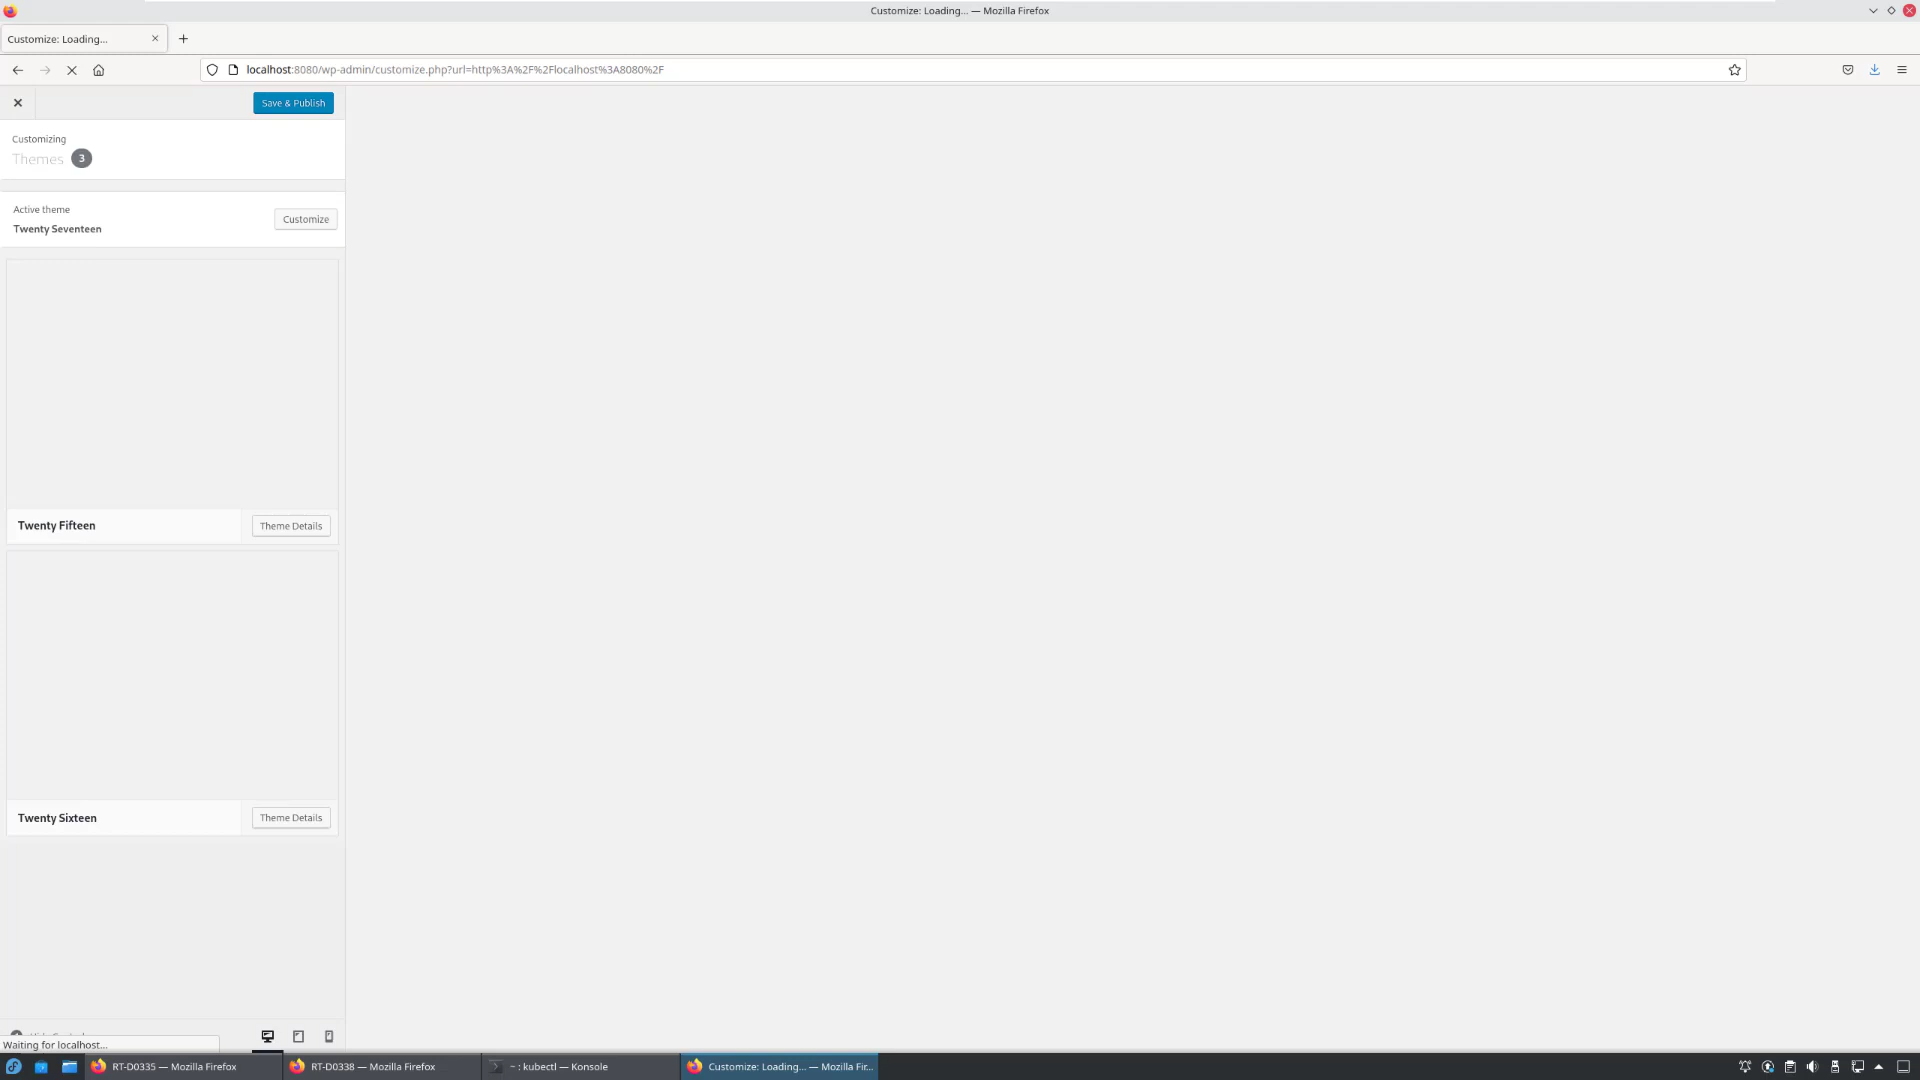 Customize: Loading... — Mozilla Firefox
Customize: Loading...
localhost:8080/wp-admin/customize.php?url=http%3A%2F%2Flocalhost%3A8080%2F
Save & Publish
Customizing
Themes 3
Active theme
Twenty Seventeen
Customize
Twenty Fifteen
Theme Details
Twenty Sixteen
Theme Details
Waiting for localhost...
RT-D0335 — Mozilla Firefox
RT-D0338 — Mozilla Firefox
~ : kubectl — Konsole
Customize: Loading... — Mozilla Fir...